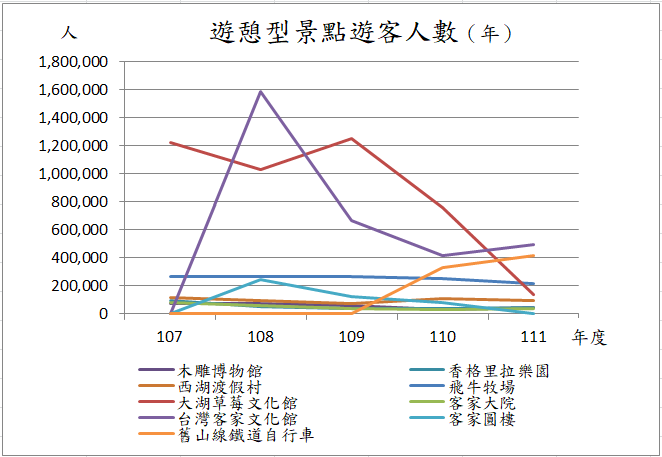 人
遊憩型景點遊客人數（年）
1,800,000
1,600,000
1,400,000
1,200,000
1,000,000
800,000
600,000
400,000
200,000
0
107 108 109 110 111 年度
木雕博物館 香格里拉樂園
西湖渡假村 飛牛牧場
大湖草莓文化館 客家大院
台灣客家文化館 客家圓樓
舊山線鐵道自行車